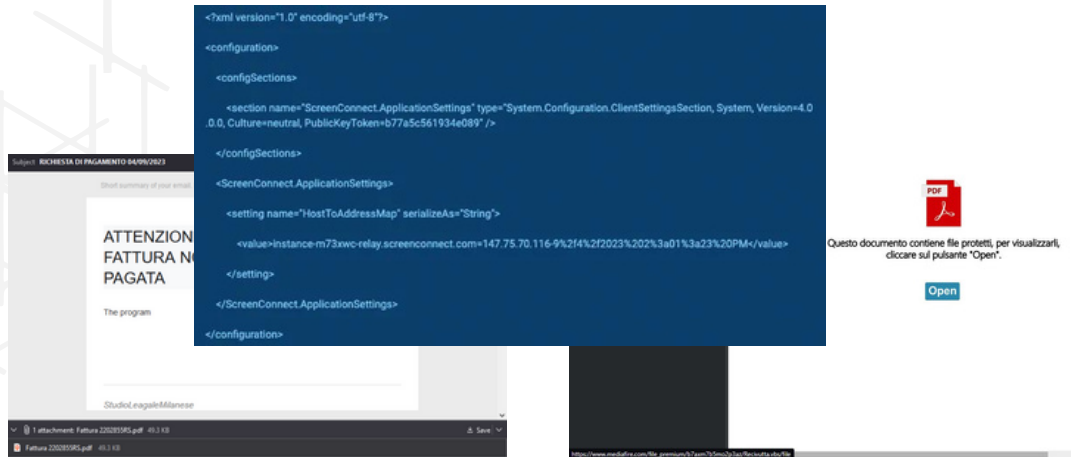 <?xml version="1.0" encoding="utf-8"?>
<configuration>
<configSections>
<section name="ScreenConnect.ApplicationSettings" type="System.Configuration.ClientSettingsSection, System, Version=4.0
.0.0, Culture=neutral, PublicKeyToken=b77a5c561934e089" />
</configSections>
<ScreenConnect.ApplicationSettings>
<setting name="HostToAddressMap" serializeAs="String">
<value>instance-m73xwc-relay.screenconnect.com=147.75.70.116-9%2f4%2f2023%202%3a01%3a23%20PM</value>
</setting>
</ScreenConnect.ApplicationSettings>
</configuration>
Subject RICHIESTA DI PAGAMENTO 04/09/2023
Short summary of your email.
ATTENZION
FATTURA N
PAGATA
The program
StudioLeagaleMilanese
1 attachment: Fattura 2202855RS.pdf 49.3 KB
Save
Fattura 2202855RS.pdf 49.3 KB
PDF
Questo documento contiene file protetti, per visualizzarli,
cliccare sul pulsante "Open".
Open